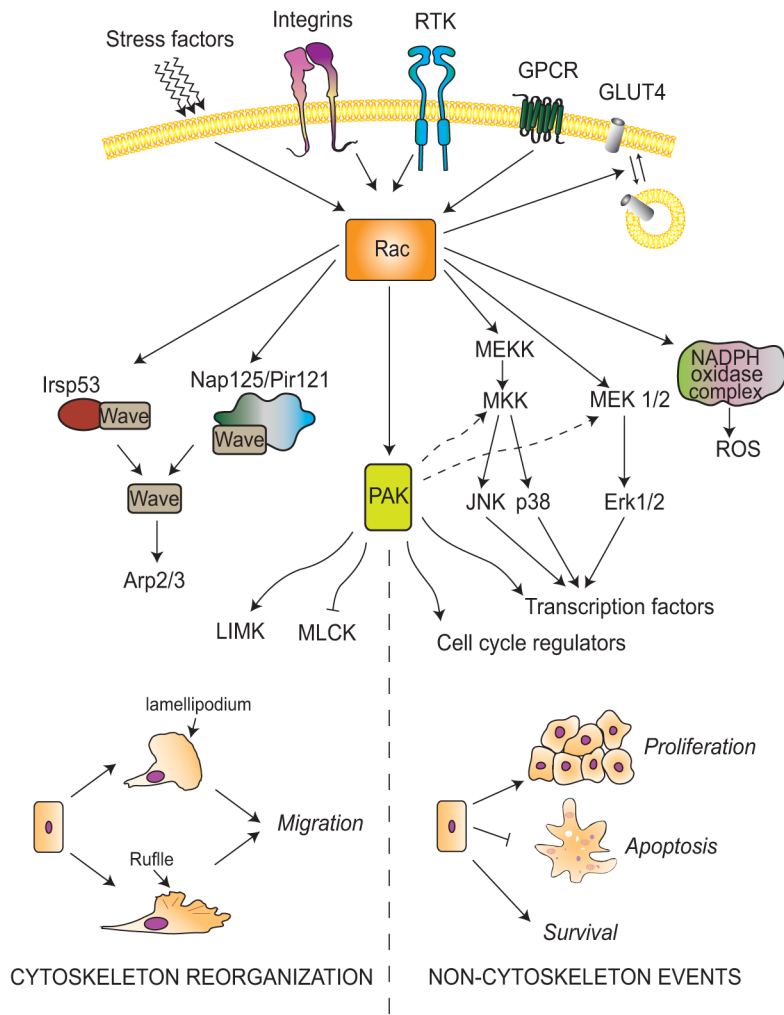 Stress factors
Integrins
RTK
GPCR
GLUT4
Rac
Irsp53
Wave
Nap125/Pir121
Wave
Wave
Arp2/3
PAK
LIMK
MLCK
MEKK
MKK
MEK 1/2
JNK
p38
Erk1/2
NADPH
oxidase
complex
ROS
Transcription factors
Cell cycle regulators
lamellipodium
Ruflle
Migration
Proliferation
Apoptosis
Survival
CYTOSKELETON REORGANIZATION
NON-CYTOSKELETON EVENTS